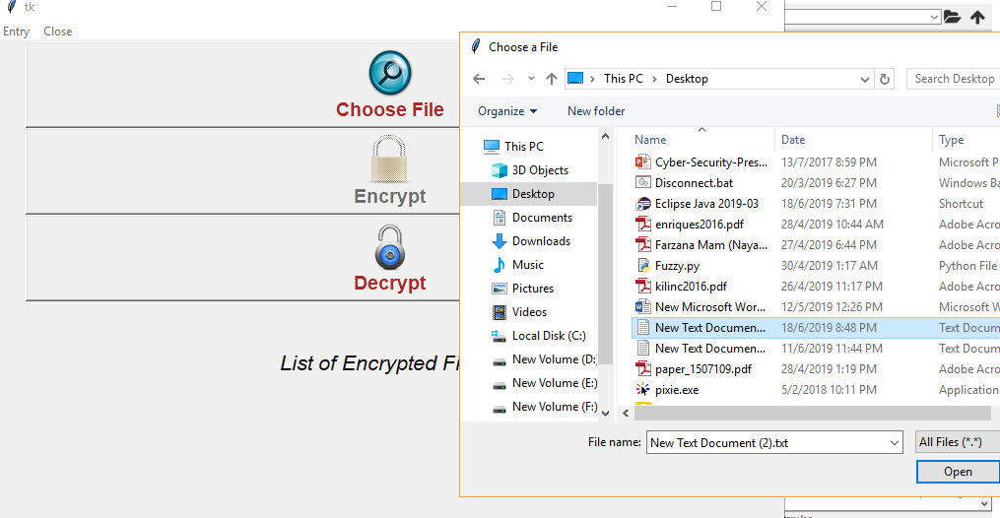 tk
Entry Close
Choose File
Encrypt
Decrypt
List of Encrypted Fi
Choose a File
This PC Desktop
Search Desktop
Organize New folder
This PC
3D Objects
Desktop
Documents
Downloads
Music
Pictures
Videos
Local Disk (C:)
New Volume (D:
New Volume (E:)
New Volume (F:)
Name Date Type
Cyber-Security-Pres... 13/7/2017 8:59 PM Microsoft P
Disconnect.bat 20/3/2019 6:27 PM Windows Ba
Eclipse Java 2019-03 18/6/2019 7:31 PM Shortcut
enriques2016.pdf 28/4/2019 10:44 AM Adobe Acro
Farzana Mam (Naya... 27/4/2019 6:44 PM Adobe Acro
Fuzzy.py 30/4/2019 1:17 AM Python File
kilinc2016.pdf 26/4/2019 11:17 PM Adobe Acro
New Microsoft Wor... 12/5/2019 12:26 PM Microsoft W
New Text Documen... 18/6/2019 8:48 PM Text Docum
New Text Documen... 11/6/2019 11:44 PM Text Docum
paper_1507109.pdf 28/4/2019 1:19 PM Adobe Acro
pixie.exe 5/2/2018 10:11 PM Application
File name: New Text Document (2).txt All Files (*.*)
Open